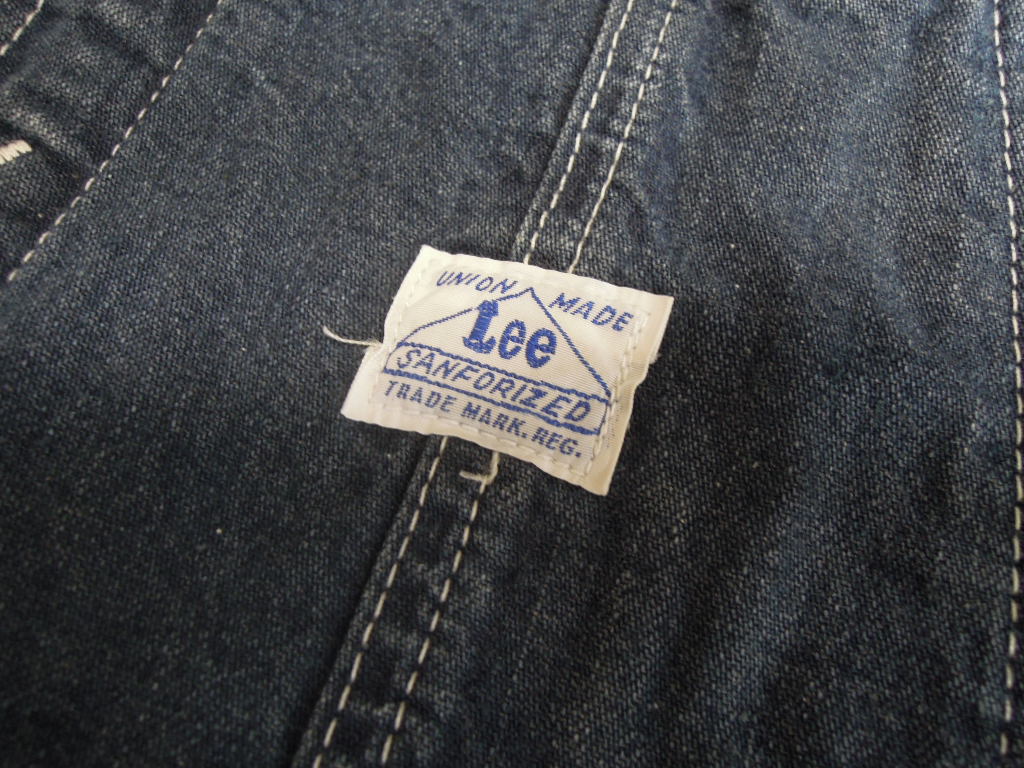 UNION MADE
Lee
SANFORIZED
TRADE MARK. REG.